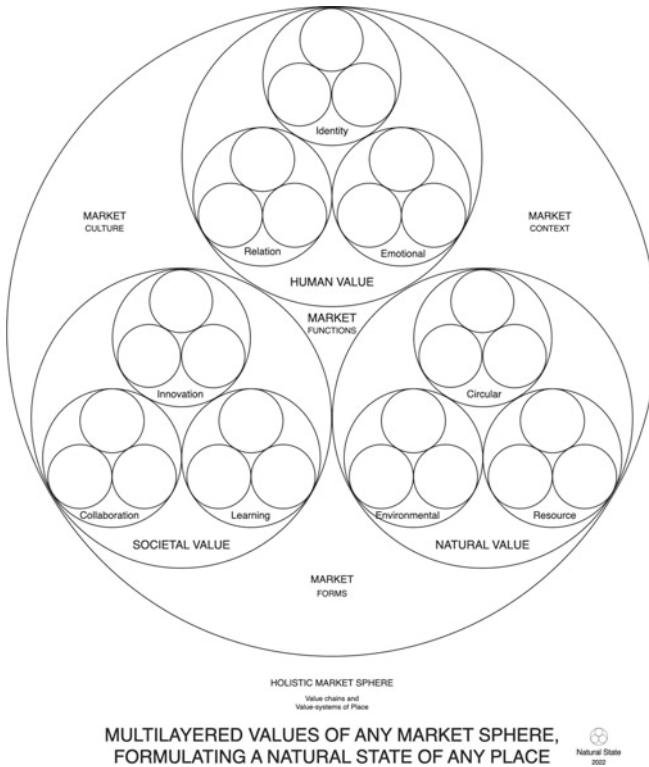 Identity
MARKET
CULTURE
MARKET
CONTEXT
Relation
Emotional
HUMAN VALUE
MARKET
FUNCTIONS
Innovation
Circular
Collaboration
Learning
Environmental
Resource
SOCIETAL VALUE
NATURAL VALUE
MARKET
FORMS
HOLISTIC MARKET SPHERE
Value chains and
Value-systems of Place
MULTILAYERED VALUES OF ANY MARKET SPHERE,
FORMULATING A NATURAL STATE OF ANY PLACE
Natural State
2022